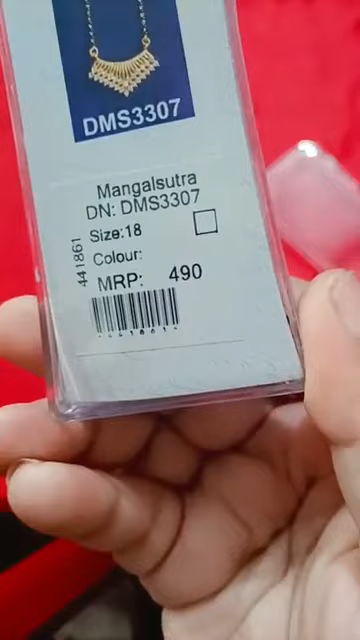 DMS3307
Mangalsutra
DN: DMS3307
Size:18
Colour:
MRP: 490
441861